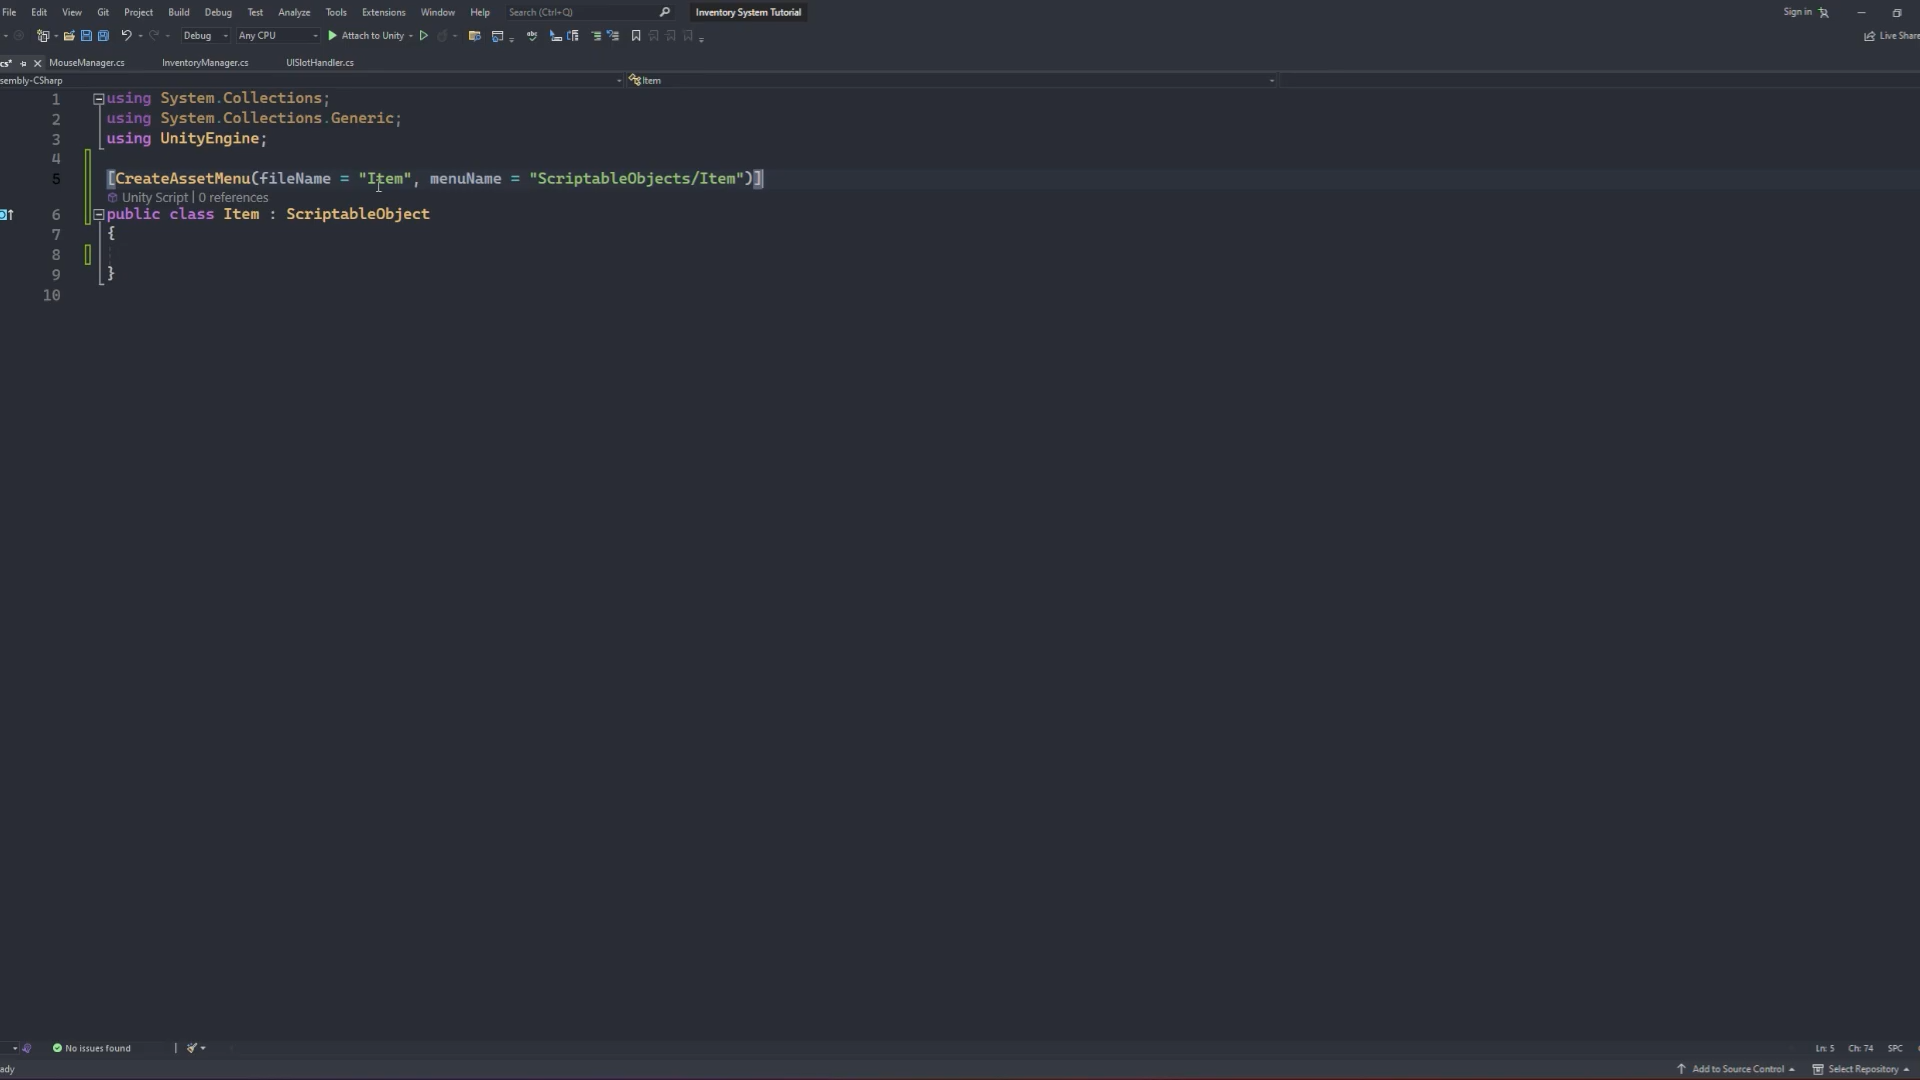 File Edit View Git Project Build Debug Test Analyze Tools Extensions Window Help Search (Ctrl+Q) Inventory System Tutorial Sign in
Debug Any CPU Attach to Unity Live Share
cs* MouseManager.cs InventoryManager.cs UISlotHandler.cs
sembly-CSharp Item
1 using System.Collections;
2 using System.Collections.Generic;
3 using UnityEngine;
4
5 [CreateAssetMenu(fileName = "Item", menuName = "ScriptableObjects/Item")]
Unity Script | 0 references
6 public class Item : ScriptableObject
7 {
8
9 }
10
No issues found Ln: 5 Ch: 74 SPC
ady Add to Source Control Select Repository